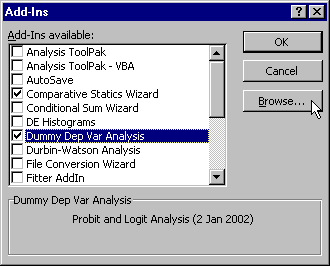 Add-Ins
Add-Ins available:
Analysis ToolPak
Analysis ToolPak - VBA
AutoSave
Comparative Statics Wizard
Conditional Sum Wizard
DE Histograms
Dummy Dep Var Analysis
Durbin-Watson Analysis
File Conversion Wizard
Fitter AddIn
OK
Cancel
Browse...
Dummy Dep Var Analysis
Probit and Logit Analysis (2 Jan 2002)